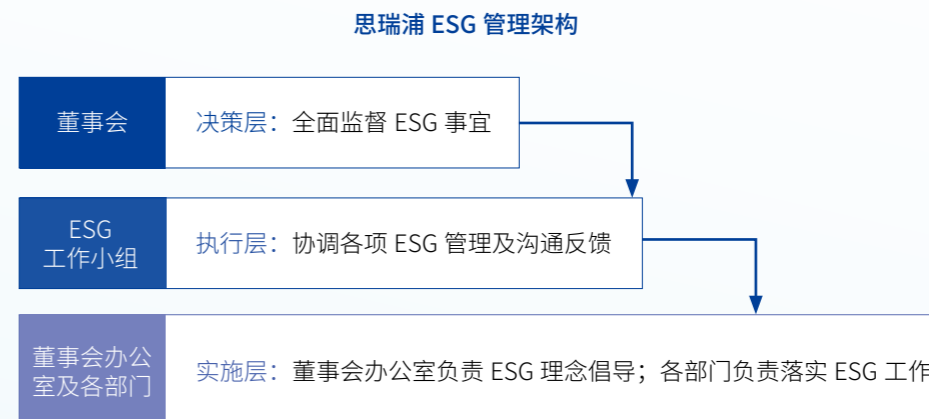 思瑞浦 ESG 管理架构
董事会
决策层：全面监督 ESG 事宜
ESG
工作小组
执行层：协调各项 ESG 管理及沟通反馈
董事会办公
室及各部门
实施层：董事会办公室负责 ESG 理念倡导；各部门负责落实 ESG 工作